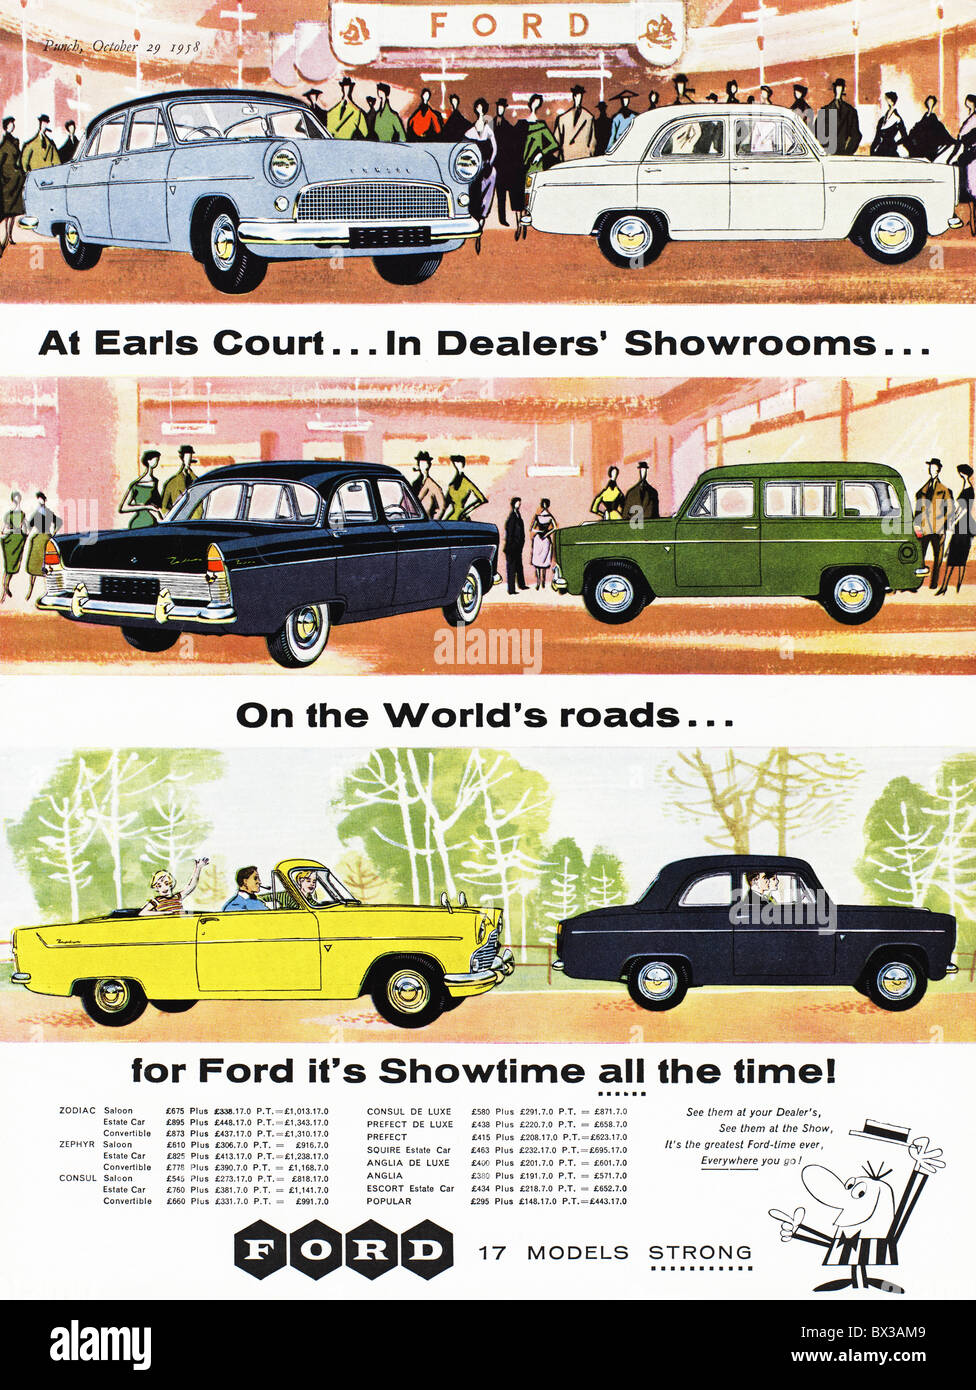 FORD
Punch, October 29 1958
CONSUL
At Earls Court...In Dealers' Showrooms...
Zodiac
On the World's roads...
Zephyr
for Ford it's Showtime all the time!
ZODIAC Saloon £675 Plus £338.17.0 P.T.=£1,013.17.0
Estate Car £895 Plus £448.17.0 P.T.=£1,343.17.0
Convertible £873 Plus £437.17.0 P.T.=£1,310.17.0
ZEPHYR Saloon £610 Plus £306.7.0 P.T. = £916.7.0
Estate Car £825 Plus £413.17.0 P.T.=£1,238.17.0
Convertible £778 Plus £390.7.0 P.T. = £1,168.7.0
CONSUL Saloon £545 Plus £273.17.0 P.T. = £818.17.0
Estate Car £760 Plus £381.7.0 P.T. = £1,141.7.0
Convertible £660 Plus £331.7.0 P.T. = £991.7.0
CONSUL DE LUXE £580 Plus £291.7.0 P.T. = £871.7.0
PREFECT DE LUXE £438 Plus £220.7.0 P.T. = £658.7.0
PREFECT £415 Plus £208.17.0 P.T.=£623.17.0
SQUIRE Estate Car £463 Plus £232.17.0 P.T.=£695.17.0
ANGLIA DE LUXE £400 Plus £201.7.0 P.T. = £601.7.0
ANGLIA £380 Plus £191.7.0 P.T. = £571.7.0
ESCORT Estate Car £434 Plus £218.7.0 P.T. = £652.7.0
POPULAR £295 Plus £148.17.0 P.T.=£443.17.0
See them at your Dealer's,
See them at the Show,
It's the greatest Ford-time ever,
Everywhere you go!
FORD 17 MODELS STRONG
alamy
Image ID: BX3AM9
www.alamy.com